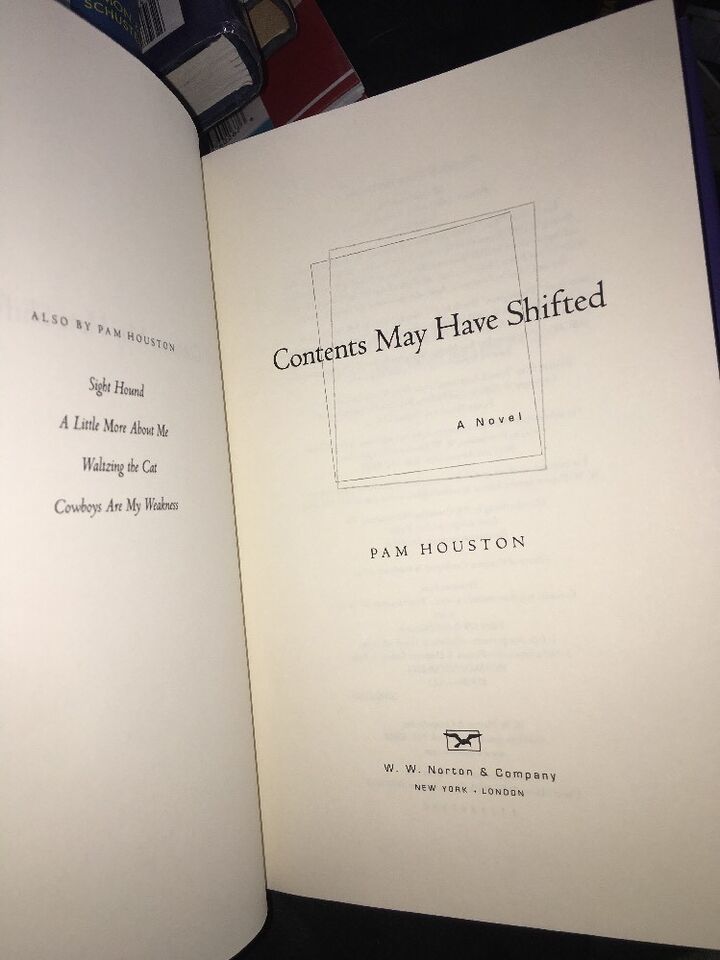 SCHUSTER
ALSO BY PAM HOUSTON
Sight Hound
A Little More About Me
Waltzing the Cat
Cowboys Are My Weakness
Contents May Have Shifted
A Novel
PAM HOUSTON
W. W. Norton & Company
NEW YORK • LONDON